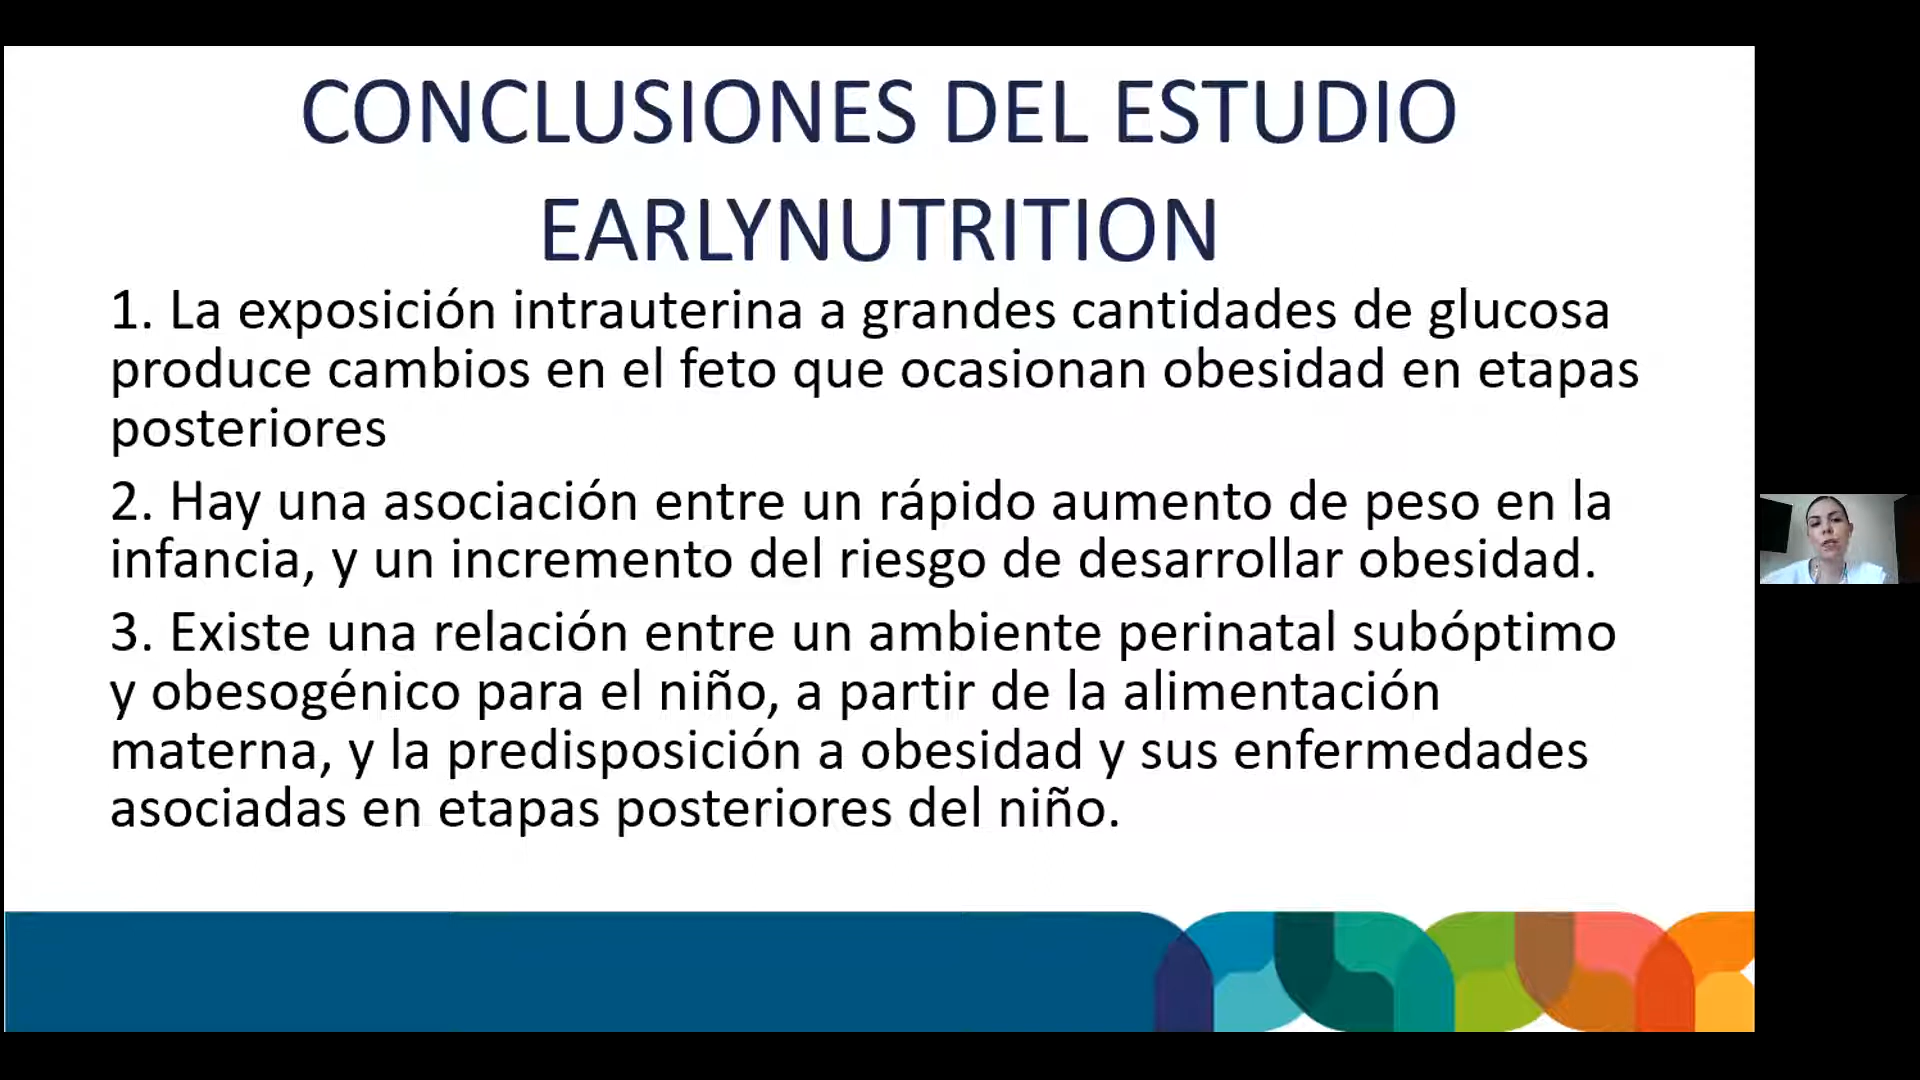 CONCLUSIONES DEL ESTUDIO
EARLYNUTRITION
1. La exposición intrauterina a grandes cantidades de glucosa
produce cambios en el feto que ocasionan obesidad en etapas
posteriores
2. Hay una asociación entre un rápido aumento de peso en la
infancia, y un incremento del riesgo de desarrollar obesidad.
3. Existe una relación entre un ambiente perinatal subóptimo
y obesogénico para el niño, a partir de la alimentación
materna, y la predisposición a obesidad y sus enfermedades
asociadas en etapas posteriores del niño.